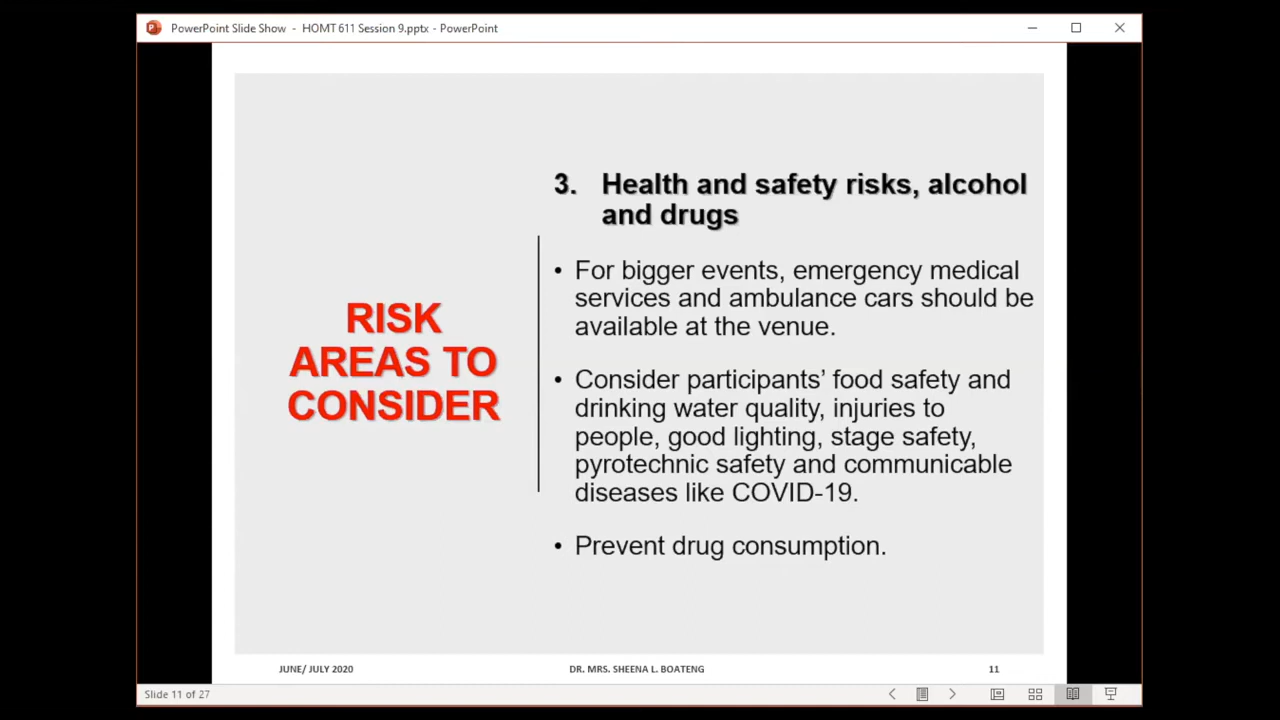 PowerPoint Slide Show - HOMT 611 Session 9.pptx - PowerPoint
RISK
AREAS TO
CONSIDER
3. Health and safety risks, alcohol
and drugs
• For bigger events, emergency medical
services and ambulance cars should be
available at the venue.
• Consider participants’ food safety and
drinking water quality, injuries to
people, good lighting, stage safety,
pyrotechnic safety and communicable
diseases like COVID-19.
• Prevent drug consumption.
JUNE/ JULY 2020
DR. MRS. SHEENA L. BOATENG
11
Slide 11 of 27